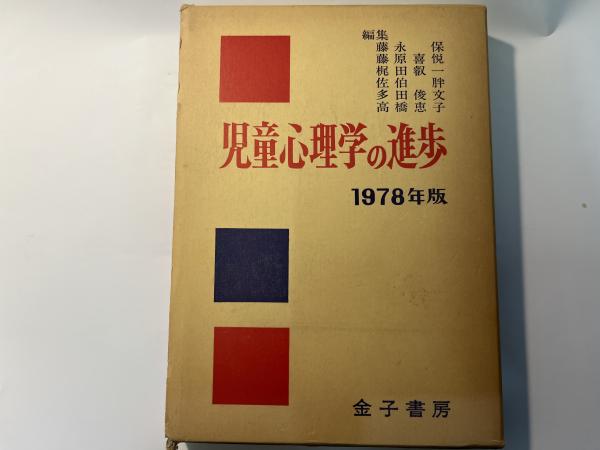 編集
藤永保
藤原喜悦
梶田叡一
佐伯胖
多田俊文
高橋恵子
児童心理学の進歩
1978年版
金子書房